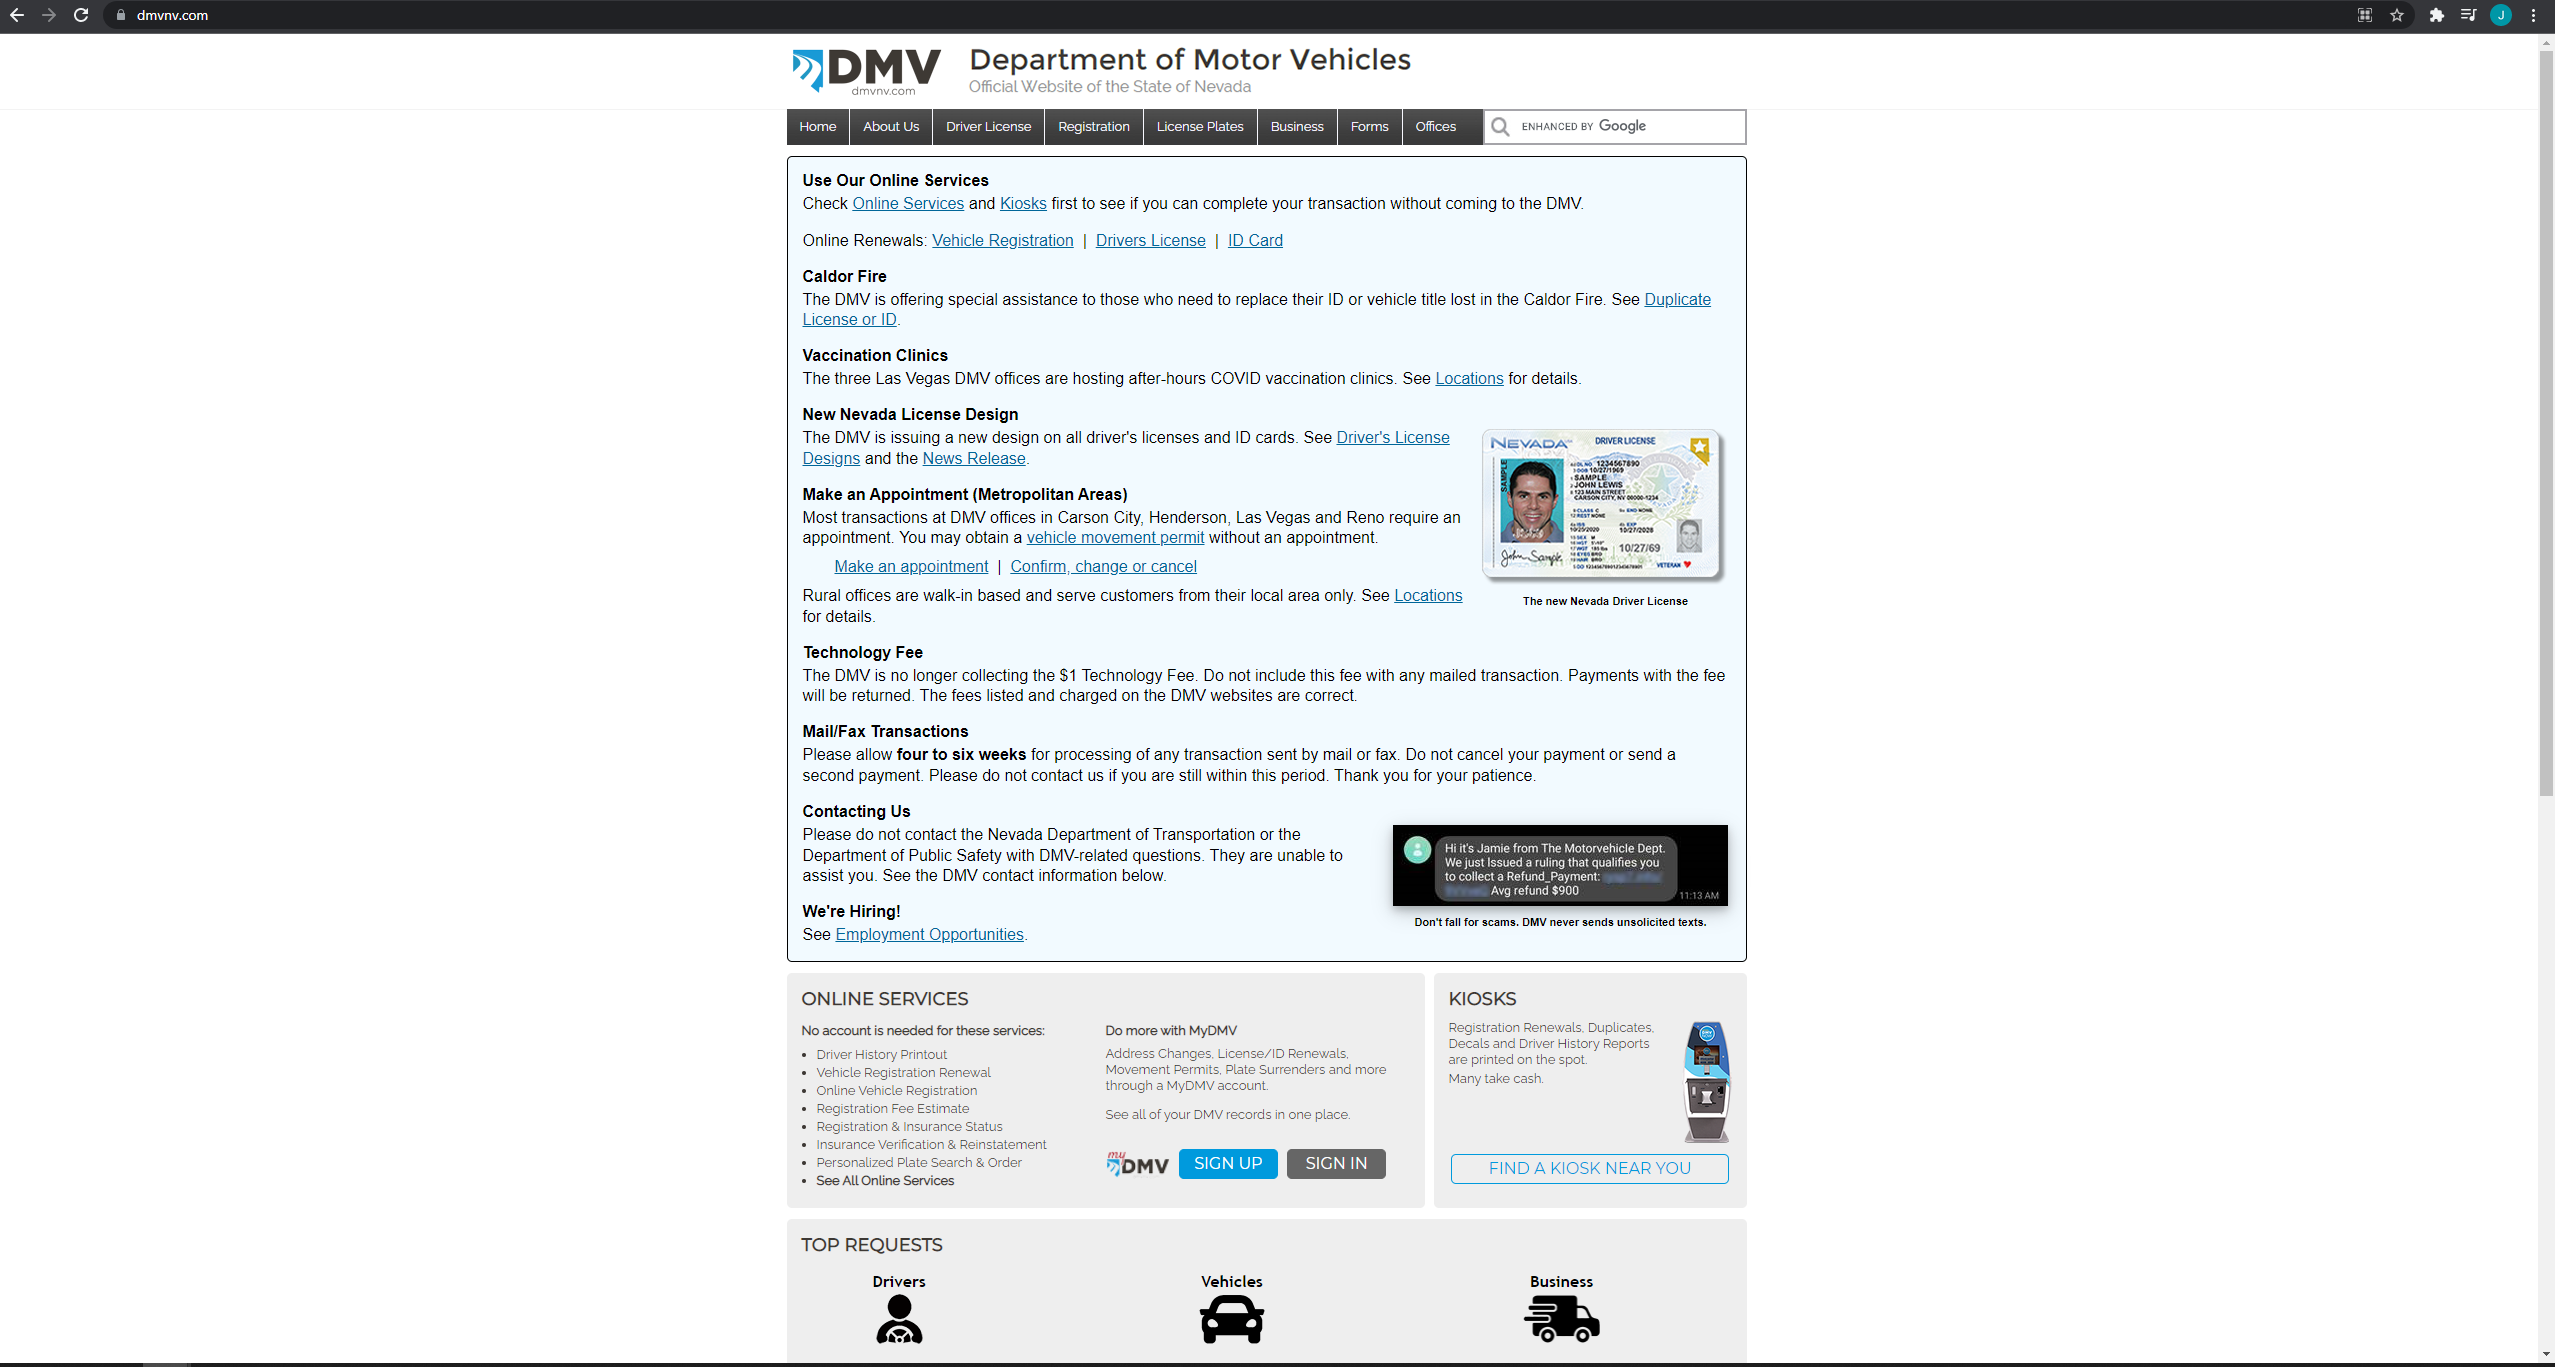 dmvnv.com
J
DMV
dmvnv.com
Department of Motor Vehicles
Official Website of the State of Nevada
Home About Us Driver License Registration License Plates Business Forms Offices ENHANCED BY Google
Use Our Online Services
Check Online Services and Kiosks first to see if you can complete your transaction without coming to the DMV.
Online Renewals: Vehicle Registration | Drivers License | ID Card
Caldor Fire
The DMV is offering special assistance to those who need to replace their ID or vehicle title lost in the Caldor Fire. See Duplicate
License or ID.
Vaccination Clinics
The three Las Vegas DMV offices are hosting after-hours COVID vaccination clinics. See Locations for details.
New Nevada License Design
The DMV is issuing a new design on all driver's licenses and ID cards. See Driver's License
Designs and the News Release.
Make an Appointment (Metropolitan Areas)
Most transactions at DMV offices in Carson City, Henderson, Las Vegas and Reno require an
appointment. You may obtain a vehicle movement permit without an appointment.
Make an appointment | Confirm, change or cancel
Rural offices are walk-in based and serve customers from their local area only. See Locations
for details.
NEVADA DRIVER LICENSE
SAMPLE
1234567890
10/27/1969
SAMPLE
JOHN LEWIS
123 MAIN STREET
CARSON CITY, NV 00000-1234
CLASS C
END NONE
REST NONE
10/25/2020
10/27/2028
10/27/69
John Sample
VETERAN
The new Nevada Driver License
Technology Fee
The DMV is no longer collecting the $1 Technology Fee. Do not include this fee with any mailed transaction. Payments with the fee
will be returned. The fees listed and charged on the DMV websites are correct.
Mail/Fax Transactions
Please allow four to six weeks for processing of any transaction sent by mail or fax. Do not cancel your payment or send a
second payment. Please do not contact us if you are still within this period. Thank you for your patience.
Contacting Us
Please do not contact the Nevada Department of Transportation or the
Department of Public Safety with DMV-related questions. They are unable to
assist you. See the DMV contact information below.
Hi it's Jamie from The Motorvehicle Dept.
We just Issued a ruling that qualifies you
to collect a Refund_Payment:
Avg refund $900
11:13 AM
Don't fall for scams. DMV never sends unsolicited texts.
We're Hiring!
See Employment Opportunities.
ONLINE SERVICES
No account is needed for these services:
Driver History Printout
Vehicle Registration Renewal
Online Vehicle Registration
Registration Fee Estimate
Registration & Insurance Status
Insurance Verification & Reinstatement
Personalized Plate Search & Order
See All Online Services
Do more with MyDMV
Address Changes, License/ID Renewals,
Movement Permits, Plate Surrenders and more
through a MyDMV account.
See all of your DMV records in one place.
my DMV SIGN UP SIGN IN
KIOSKS
Registration Renewals, Duplicates,
Decals and Driver History Reports
are printed on the spot.
Many take cash.
FIND A KIOSK NEAR YOU
TOP REQUESTS
Drivers Vehicles Business